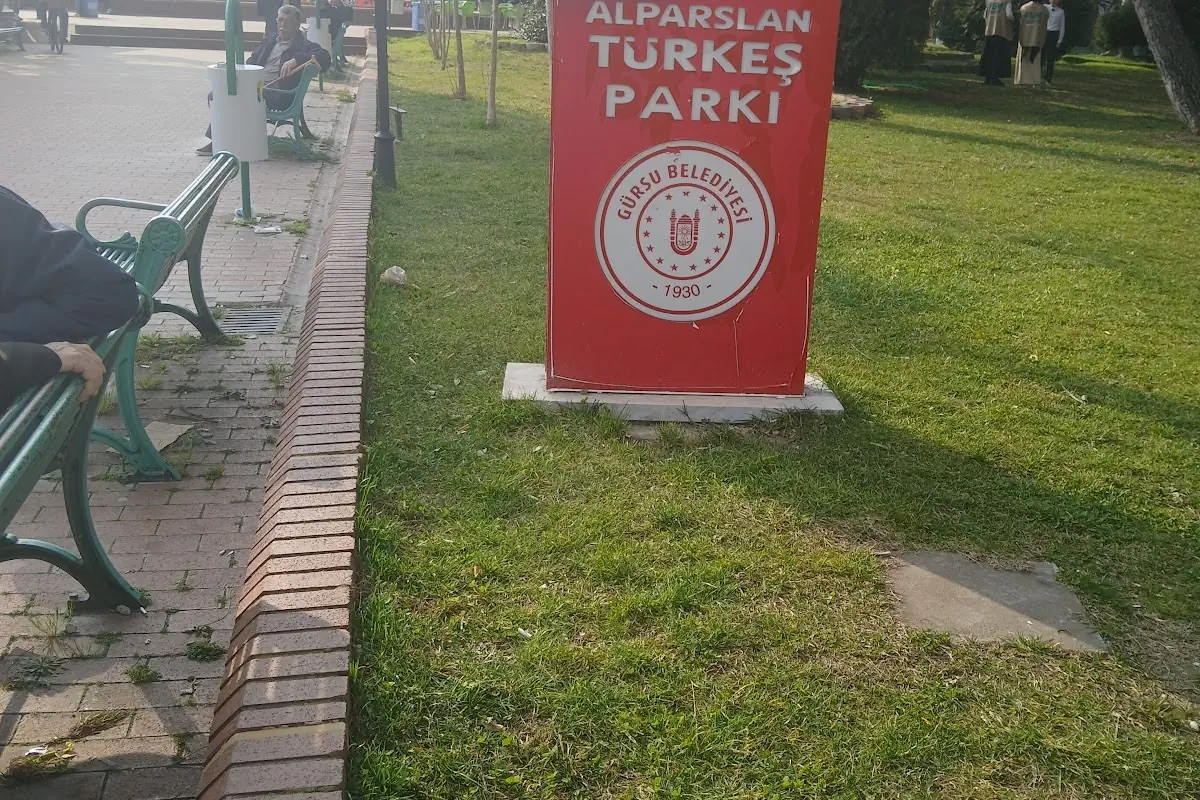 ALPARSLAN
TÜRKEŞ
PARKI
GÜRSU BELEDİYESİ
- 1930 -